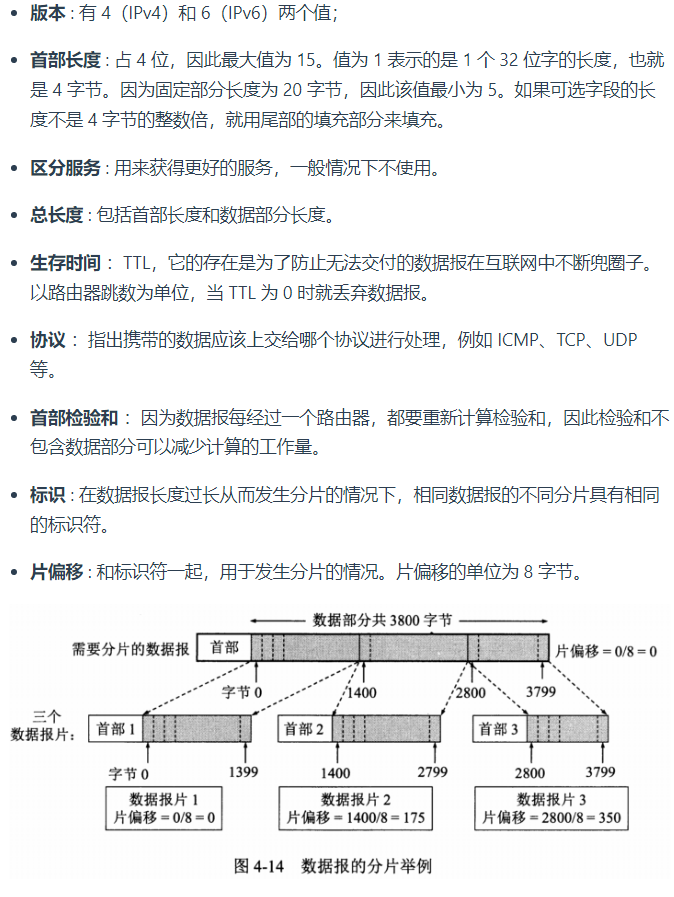 版本 : 有 4（IPv4）和 6（IPv6）两个值；
首部长度 : 占 4 位，因此最大值为 15。值为 1 表示的是 1 个 32 位字的长度，也就
是 4 字节。因为固定部分长度为 20 字节，因此该值最小为 5。如果可选字段的长
度不是 4 字节的整数倍，就用尾部的填充部分来填充。
区分服务 : 用来获得更好的服务，一般情况下不使用。
总长度 : 包括首部长度和数据部分长度。
生存时间 ：TTL，它的存在是为了防止无法交付的数据报在互联网中不断兜圈子。
以路由器跳数为单位，当 TTL 为 0 时就丢弃数据报。
协议 ：指出携带的数据应该上交给哪个协议进行处理，例如 ICMP、TCP、UDP
等。
首部检验和 ：因为数据报每经过一个路由器，都要重新计算检验和，因此检验和不
包含数据部分可以减少计算的工作量。
标识 : 在数据报长度过长从而发生分片的情况下，相同数据报的不同分片具有相同
的标识符。
片偏移 : 和标识符一起，用于发生分片的情况。片偏移的单位为 8 字节。
数据部分共 3800 字节
需要分片的数据报 首部 片偏移 = 0/8 = 0
字节 0 1400 2800 3799
三个
数据报片： 首部 1 首部 2 首部 3
字节 0 1399 1400 2799 2800 3799
数据报片 1 数据报片 2 数据报片 3
片偏移 = 0/8 = 0 片偏移 = 1400/8 = 175 片偏移 = 2800/8 = 350
图 4-14 数据报的分片举例